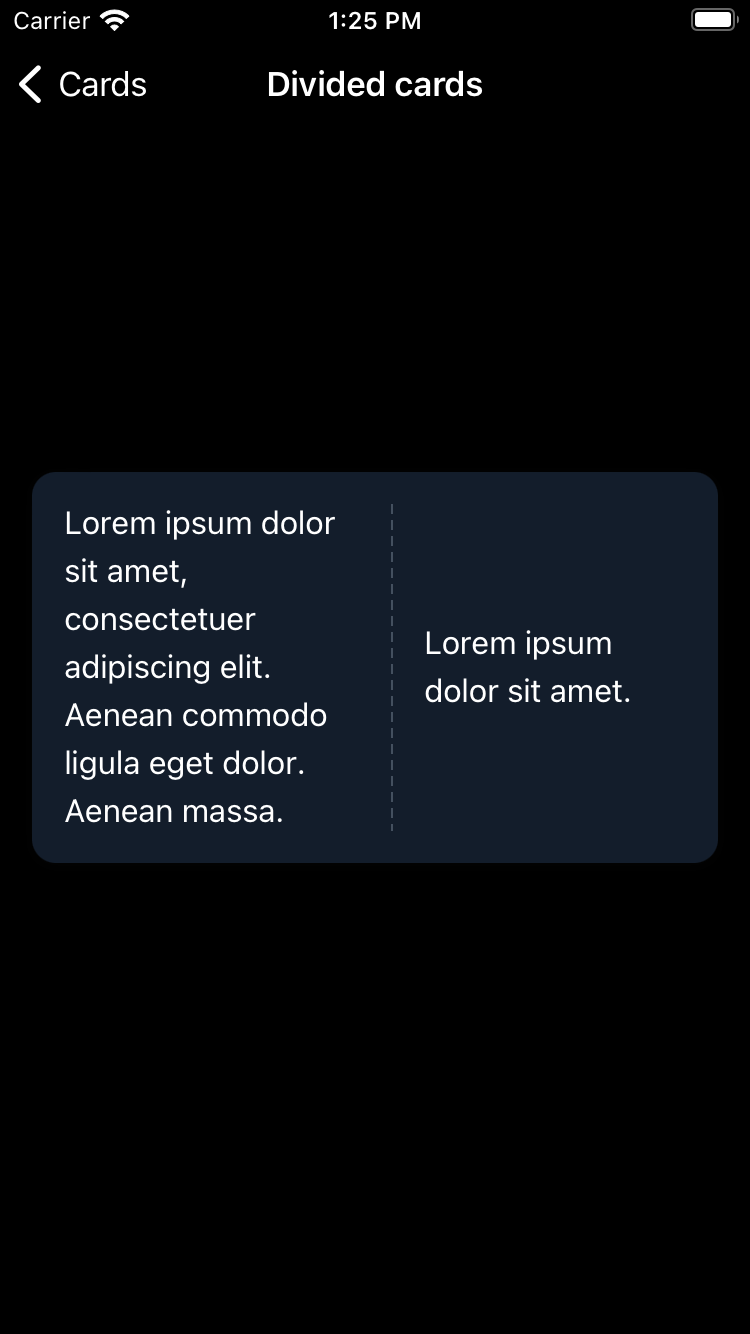 Carrier 1:25 PM
Cards Divided cards
Lorem ipsum dolor
sit amet,
consectetuer
adipiscing elit.
Aenean commodo
ligula eget dolor.
Aenean massa.
Lorem ipsum
dolor sit amet.